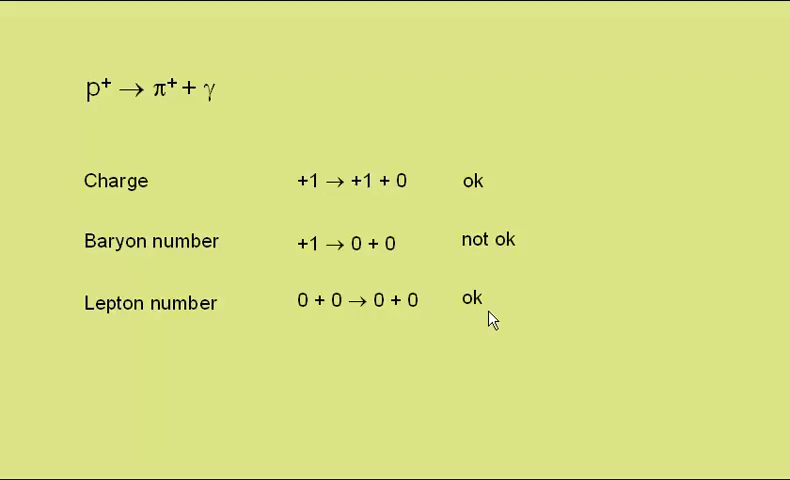 p⁺ → π⁺ + γ
Charge +1 → +1 + 0 ok
Baryon number +1 → 0 + 0 not ok
Lepton number 0 + 0 → 0 + 0 ok